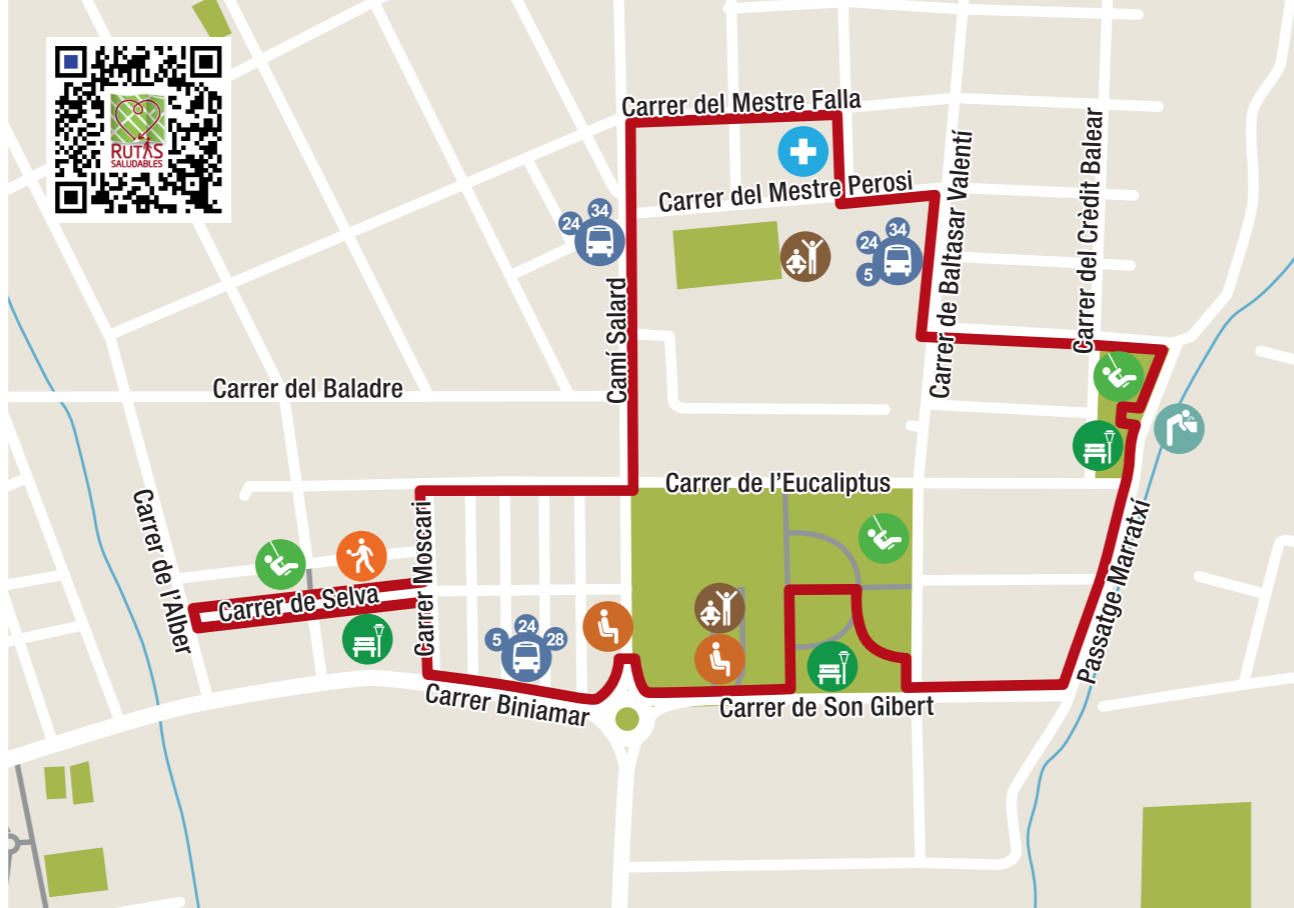 RUTAS
SALUDABLES
Carrer del Mestre Falla
Carrer del Mestre Perosi
Carrer de Baltasar Valentí
Carrer del Crèdit Balear
34
24
34
24
5
Camí Salard
Carrer del Baladre
Carrer de l'Eucaliptus
Carrer de l'Alber
Carrer de Selva
Carrer Moscari
5
24
28
Carrer Biniamar
Carrer de Son Gibert
Passatge Marratxí